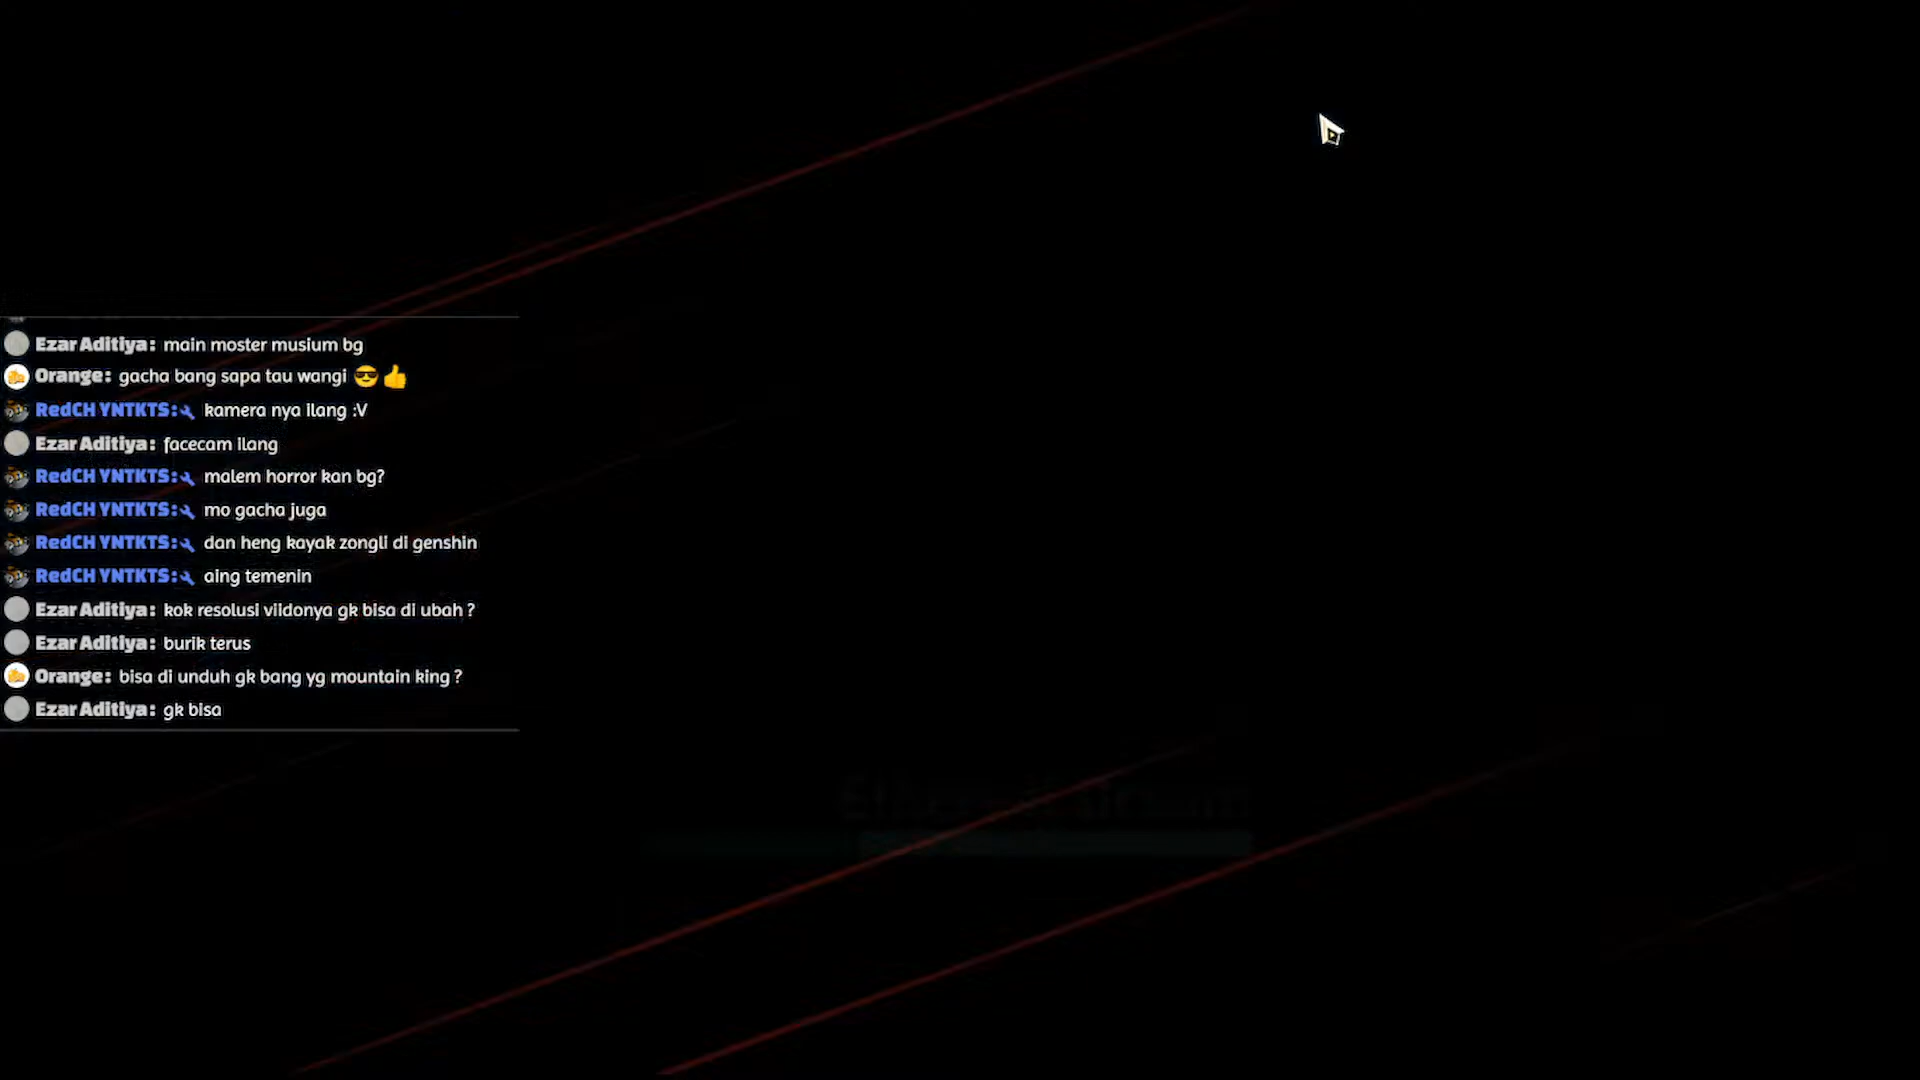 Ezar Aditiya: main moster musium bg
Orange: gacha bang sapa tau wangi 😎👍
RedCH YNTKTS: kamera nya ilang :V
Ezar Aditiya: facecam ilang
RedCH YNTKTS: malem horror kan bg?
RedCH YNTKTS: mo gacha juga
RedCH YNTKTS: dan heng kayak zongli di genshin
RedCH YNTKTS: aing temenin
Ezar Aditiya: kok resolusi viidonya gk bisa di ubah ?
Ezar Aditiya: burik terus
Orange: bisa di unduh gk bang yg mountain king ?
Ezar Aditiya: gk bisa